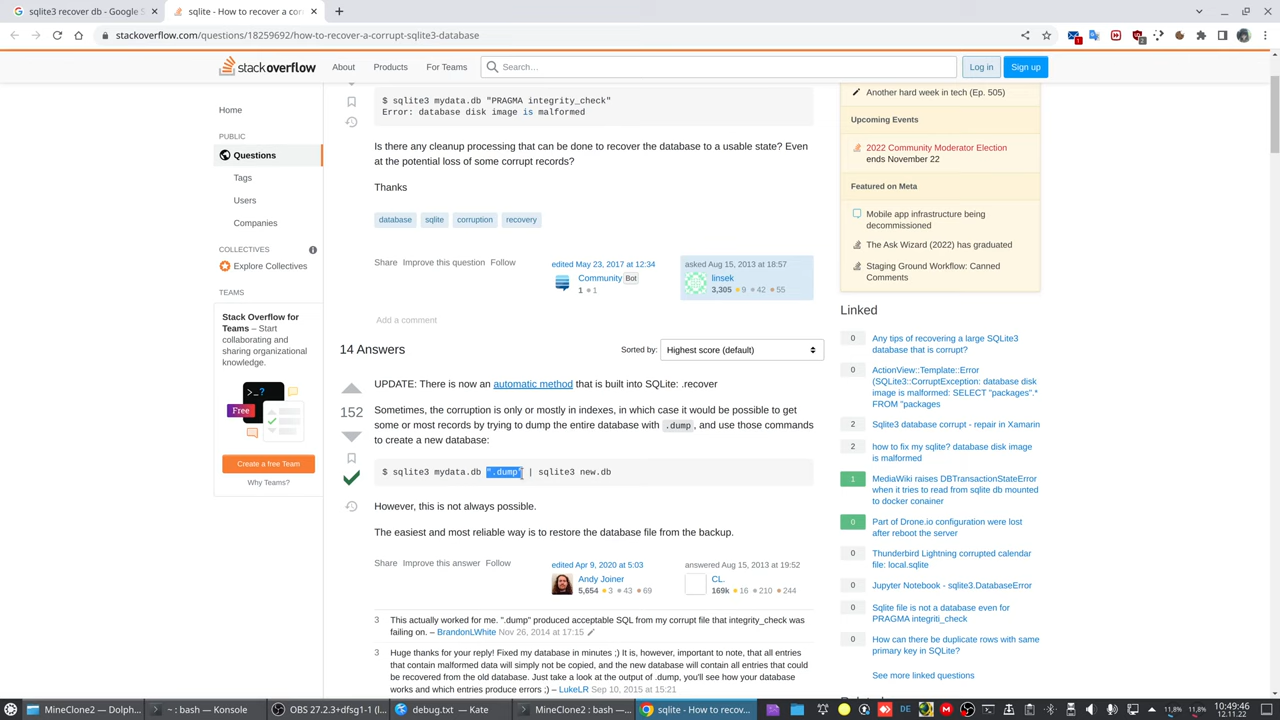 sqlite3 recover db - Google S
sqlite - How to recover a cor
stackoverflow.com/questions/18259692/how-to-recover-a-corrupt-sqlite3-database
stackoverflow
About
Products
For Teams
Search…
Log in
Sign up
Home
PUBLIC
Questions
Tags
Users
Companies
COLLECTIVES
Explore Collectives
TEAMS
Stack Overflow for
Teams – Start
collaborating and
sharing organizational
knowledge.
Free
Create a free Team
Why Teams?
$ sqlite3 mydata.db "PRAGMA integrity_check"
Error: database disk image is malformed
Is there any cleanup processing that can be done to recover the database to a usable state? Even
at the potential loss of some corrupt records?
Thanks
database
sqlite
corruption
recovery
Share Improve this question Follow
edited May 23, 2017 at 12:34
Community Bot
1 1
asked Aug 15, 2013 at 18:57
linsek
3,305 9 42 55
Add a comment
14 Answers
Sorted by:
Highest score (default)
152
UPDATE: There is now an automatic method that is built into SQLite: .recover
Sometimes, the corruption is only or mostly in indexes, in which case it would be possible to get
some or most records by trying to dump the entire database with .dump, and use those commands
to create a new database:
$ sqlite3 mydata.db ".dump" | sqlite3 new.db
However, this is not always possible.
The easiest and most reliable way is to restore the database file from the backup.
Share Improve this answer Follow
edited Apr 9, 2020 at 5:03
Andy Joiner
5,654 3 43 69
answered Aug 15, 2013 at 19:52
CL.
169k 16 210 244
3 This actually worked for me. ".dump" produced acceptable SQL from my corrupt file that integrity_check was
failing on. – BrandonLWhite Nov 26, 2014 at 17:15
3 Huge thanks for your reply! Fixed my database in minutes ;) It is, however, important to note, that all entries
that contain malformed data will simply not be copied, and the new database will contain all entries that could
be recovered from the old database. Just take a look at the output of .dump, you'll see how your database
works and which entries produce errors ;) – LukeLR Sep 10, 2015 at 15:21
Another hard week in tech (Ep. 505)
Upcoming Events
2022 Community Moderator Election
ends November 22
Featured on Meta
Mobile app infrastructure being
decommissioned
The Ask Wizard (2022) has graduated
Staging Ground Workflow: Canned
Comments
Linked
0 Any tips of recovering a large SQLite3
database that is corrupt?
0 ActionView::Template::Error
(SQLite3::CorruptException: database disk
image is malformed: SELECT "packages".*
FROM "packages
2 Sqlite3 database corrupt - repair in Xamarin
2 how to fix my sqlite? database disk image
is malformed
1 MediaWiki raises DBTransactionStateError
when it tries to read from sqlite db mounted
to docker conainer
0 Part of Drone.io configuration were lost
after reboot the server
0 Thunderbird Lightning corrupted calendar
file: local.sqlite
0 Jupyter Notebook - sqlite3.DatabaseError
0 Sqlite file is not a database even for
PRAGMA integriti_check
0 How can there be duplicate rows with same
primary key in SQLite?
See more linked questions
MineClone2 – Dolp…
~ : bash — Konsole
~ : bash — Konsole
OBS 27.2.3+dfsg1-1 (l…
debug.txt — Kate
How to recover a co…
MineClone2
DE
10:49:46
12.11.22